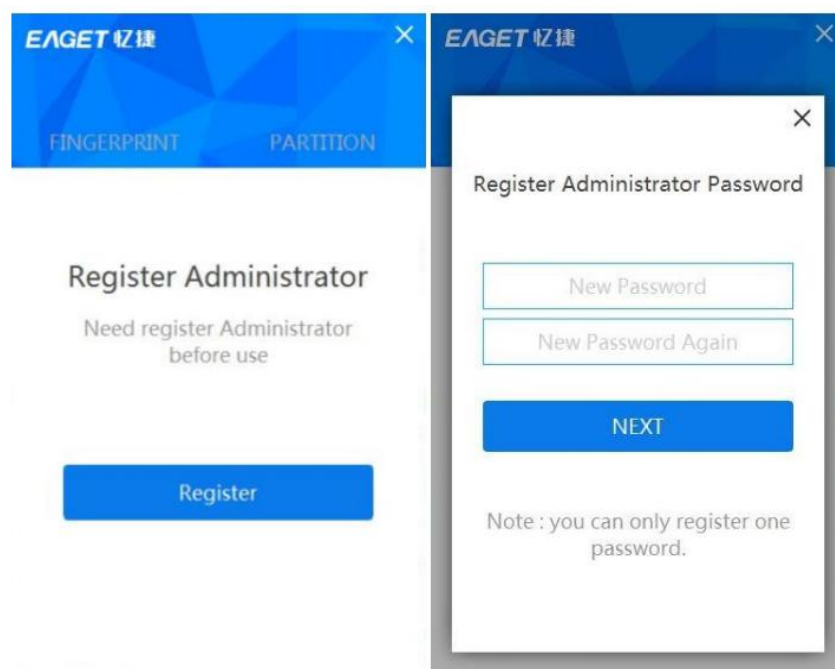 EAGET 忆捷
FINGERPRINT PARTITION
Register Administrator
Need register Administrator
before use
Register
EAGET 忆捷
Register Administrator Password
New Password
New Password Again
NEXT
Note : you can only register one
password.